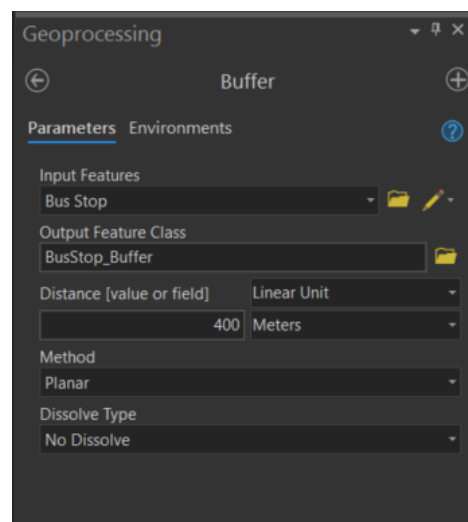 Geoprocessing
Buffer
Parameters Environments
Input Features
Bus Stop
Output Feature Class
BusStop_Buffer
Distance [value or field] Linear Unit
400 Meters
Method
Planar
Dissolve Type
No Dissolve